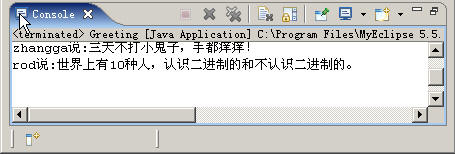 Console
<terminated> Greeting [Java Application] C:\Program Files\MyEclipse 5.5.
zhangga说:三天不打小鬼子，手都痒痒!
rod说:世界上有10种人，认识二进制的和不认识二进制的。